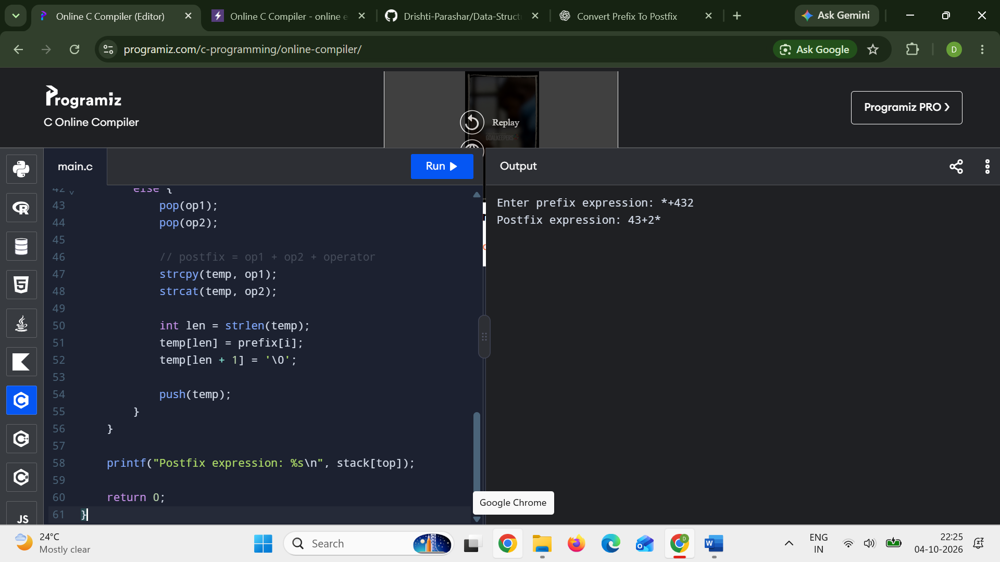 Online C Compiler (Editor)
Online C Compiler - online e
Drishti-Parashar/Data-Struct
Convert Prefix To Postfix
Ask Gemini
programiz.com/c-programming/online-compiler/
Ask Google
D
Programiz
C Online Compiler
Replay
GOALKEEPERS
Programiz PRO
main.c
Run
Output
42 else {
43 pop(op1);
44 pop(op2);
45
46 // postfix = op1 + op2 + operator
47 strcpy(temp, op1);
48 strcat(temp, op2);
49
50 int len = strlen(temp);
51 temp[len] = prefix[i];
52 temp[len + 1] = '\0';
53
54 push(temp);
55 }
56 }
57
58 printf("Postfix expression: %s\n", stack[top]);
59
60 return 0;
61 }
Enter prefix expression: *+432
Postfix expression: 43+2*
JS
Google Chrome
24°C
Mostly clear
Search
ENG
IN
22:25
04-10-2026